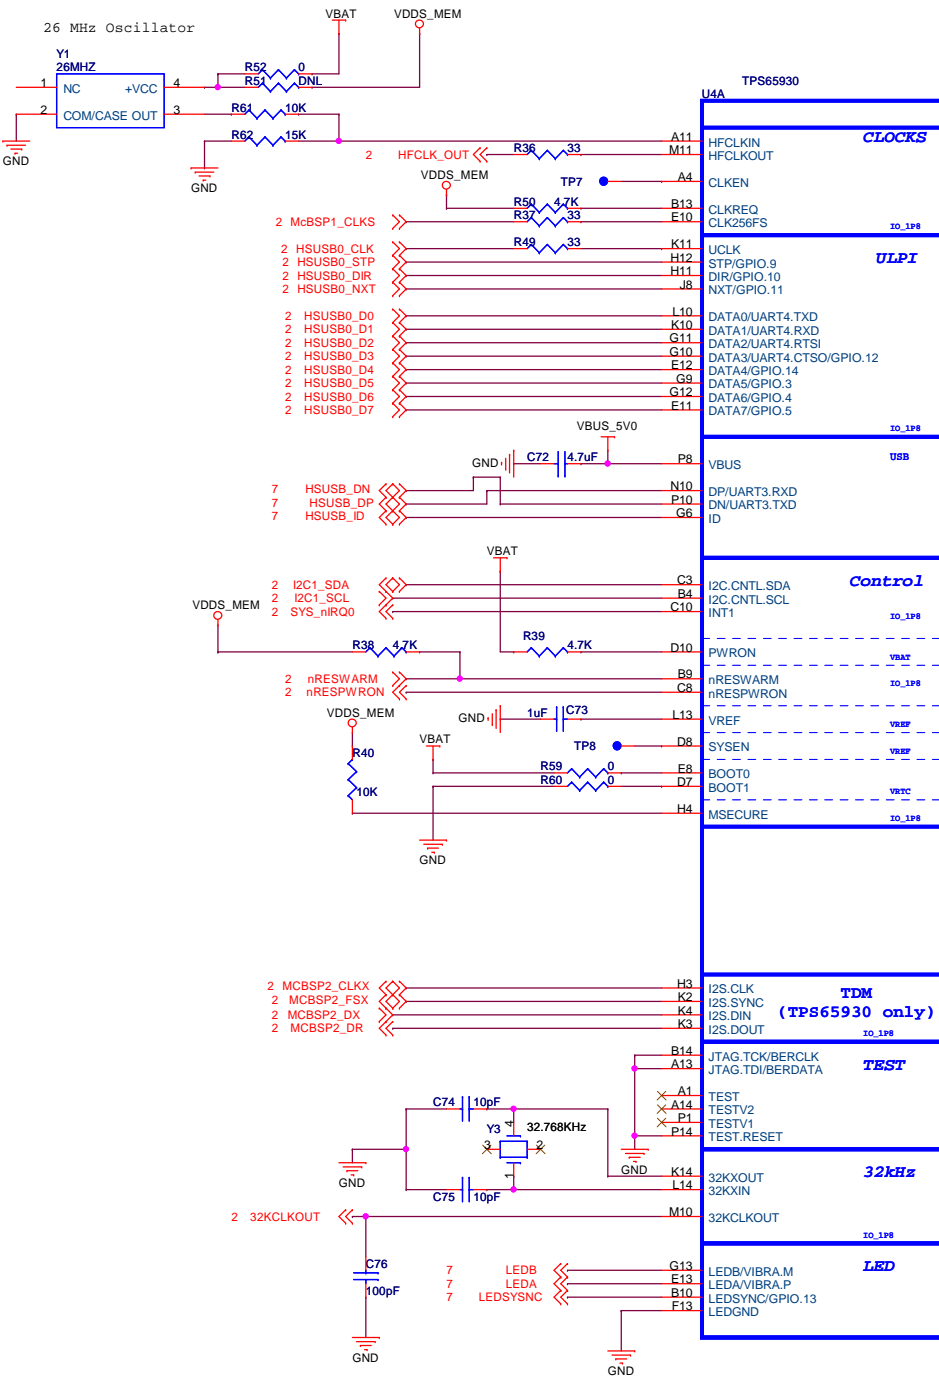 VBAT
VDDS_MEM
26 MHz Oscillator
Y1
26MHZ
R52 0
R51 DNL
1 NC +VCC 4
2 COM/CASE OUT 3
R61 10K
R62 15K
GND
GND
TPS65930
U4A
CLOCKS
A11 HFCLKIN
2 HFCLK_OUT R36 33 M11 HFCLKOUT
VDDS_MEM
TP7 A4 CLKEN
R50 4.7K B13 CLKREQ
2 McBSP1_CLKS R37 33 E10 CLK256FS
IO_1P8
2 HSUSB0_CLK R49 33 K11 UCLK
ULPI
2 HSUSB0_STP H12 STP/GPIO.9
2 HSUSB0_DIR H11 DIR/GPIO.10
2 HSUSB0_NXT J8 NXT/GPIO.11
2 HSUSB0_D0 L10 DATA0/UART4.TXD
2 HSUSB0_D1 K10 DATA1/UART4.RXD
2 HSUSB0_D2 G11 DATA2/UART4.RTSI
2 HSUSB0_D3 G10 DATA3/UART4.CTSO/GPIO.12
2 HSUSB0_D4 E12 DATA4/GPIO.14
2 HSUSB0_D5 G9 DATA5/GPIO.3
2 HSUSB0_D6 G12 DATA6/GPIO.4
2 HSUSB0_D7 E11 DATA7/GPIO.5
IO_1P8
VBUS_5V0
USB
GND C72 4.7uF P8 VBUS
7 HSUSB_DN N10 DP/UART3.RXD
7 HSUSB_DP P10 DN/UART3.TXD
7 HSUSB_ID G6 ID
VBAT
Control
2 I2C1_SDA C3 I2C.CNTL.SDA
2 I2C1_SCL B4 I2C.CNTL.SCL
2 SYS_nIRQ0 C10 INT1
IO_1P8
VDDS_MEM
R38 4.7K R39 4.7K D10 PWRON
VBAT
2 nRESWARM B9 nRESWARM
IO_1P8
2 nRESPWRON C8 nRESPWRON
VDDS_MEM
GND 1uF C73 L13 VREF
VREF
VBAT
TP8 D8 SYSEN
VREF
R40
10K
R59 0 E8 BOOT0
R60 0 D7 BOOT1
VRTC
H4 MSECURE
IO_1P8
GND
2 MCBSP2_CLKX H3 I2S.CLK
TDM
2 MCBSP2_FSX K2 I2S.SYNC
(TPS65930 only)
2 MCBSP2_DX K4 I2S.DIN
2 MCBSP2_DR K3 I2S.DOUT
IO_1P8
B14 JTAG.TCK/BERCLK
TEST
A13 JTAG.TDI/BERDATA
A1 TEST
A14 TESTV2
P1 TESTV1
P14 TEST.RESET
C74 10pF
Y3 32.768KHz
4
3 2
1
GND
GND
C75 10pF
32kHz
K14 32KXOUT
L14 32KXIN
2 32KCLKOUT M10 32KCLKOUT
IO_1P8
C76
100pF
GND
LED
7 LEDB G13 LEDB/VIBRA.M
7 LEDA E13 LEDA/VIBRA.P
7 LEDSYSNC B10 LEDSYNC/GPIO.13
F13 LEDGND
GND